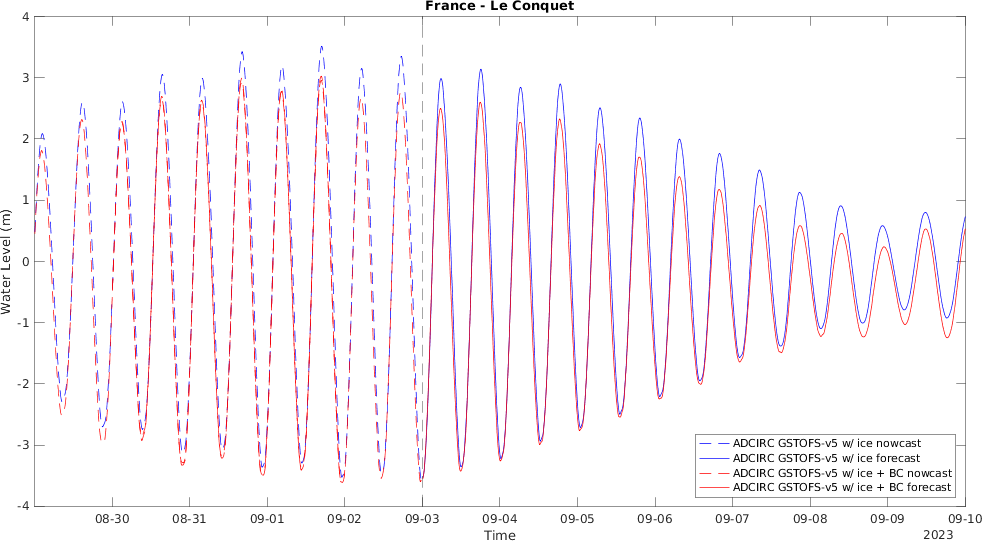 France - Le Conquet
4
3
2
1
0
-1
-2
-3
-4
Water Level (m)
08-30 08-31 09-01 09-02 09-03 09-04 09-05 09-06 09-07 09-08 09-09 09-10
Time
2023
ADCIRC GSTOFS-v5 w/ ice nowcast
ADCIRC GSTOFS-v5 w/ ice forecast
ADCIRC GSTOFS-v5 w/ ice + BC nowcast
ADCIRC GSTOFS-v5 w/ ice + BC forecast